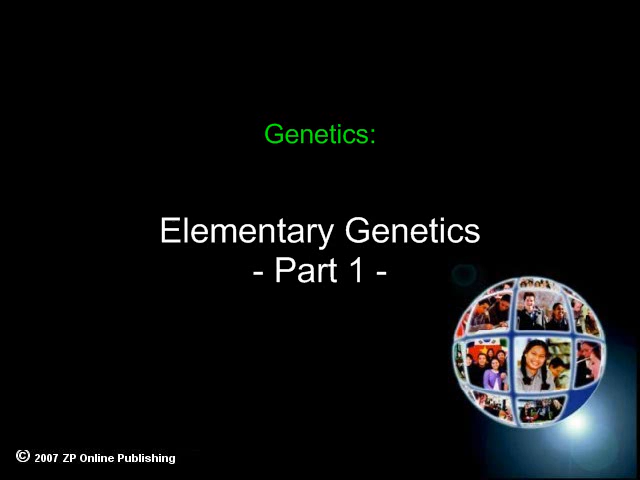 Genetics:
Elementary Genetics
- Part 1 -
© 2007 ZP Online Publishing